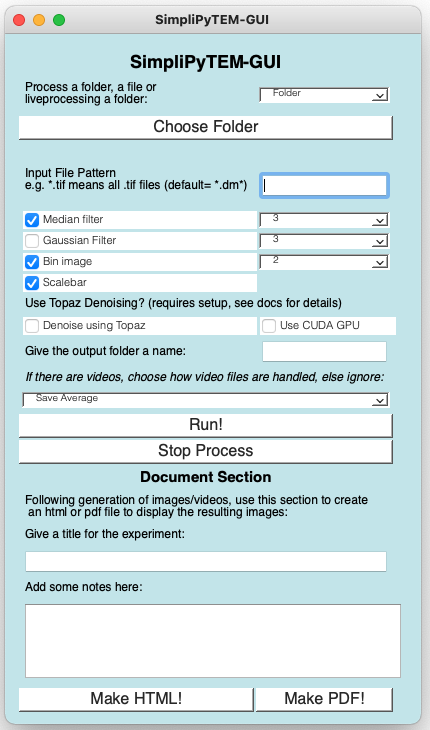 SimpliPyTEM-GUI
SimpliPyTEM-GUI
Process a folder, a file or
liveprocessing a folder:
Folder
Choose Folder
Input File Pattern
e.g. *.tif means all .tif files (default= *.dm*)
Median filter
3
Gaussian Filter
3
Bin image
2
Scalebar
Use Topaz Denoising? (requires setup, see docs for details)
Denoise using Topaz
Use CUDA GPU
Give the output folder a name:
If there are videos, choose how video files are handled, else ignore:
Save Average
Run!
Stop Process
Document Section
Following generation of images/videos, use this section to create
an html or pdf file to display the resulting images:
Give a title for the experiment:
Add some notes here:
Make HTML!
Make PDF!